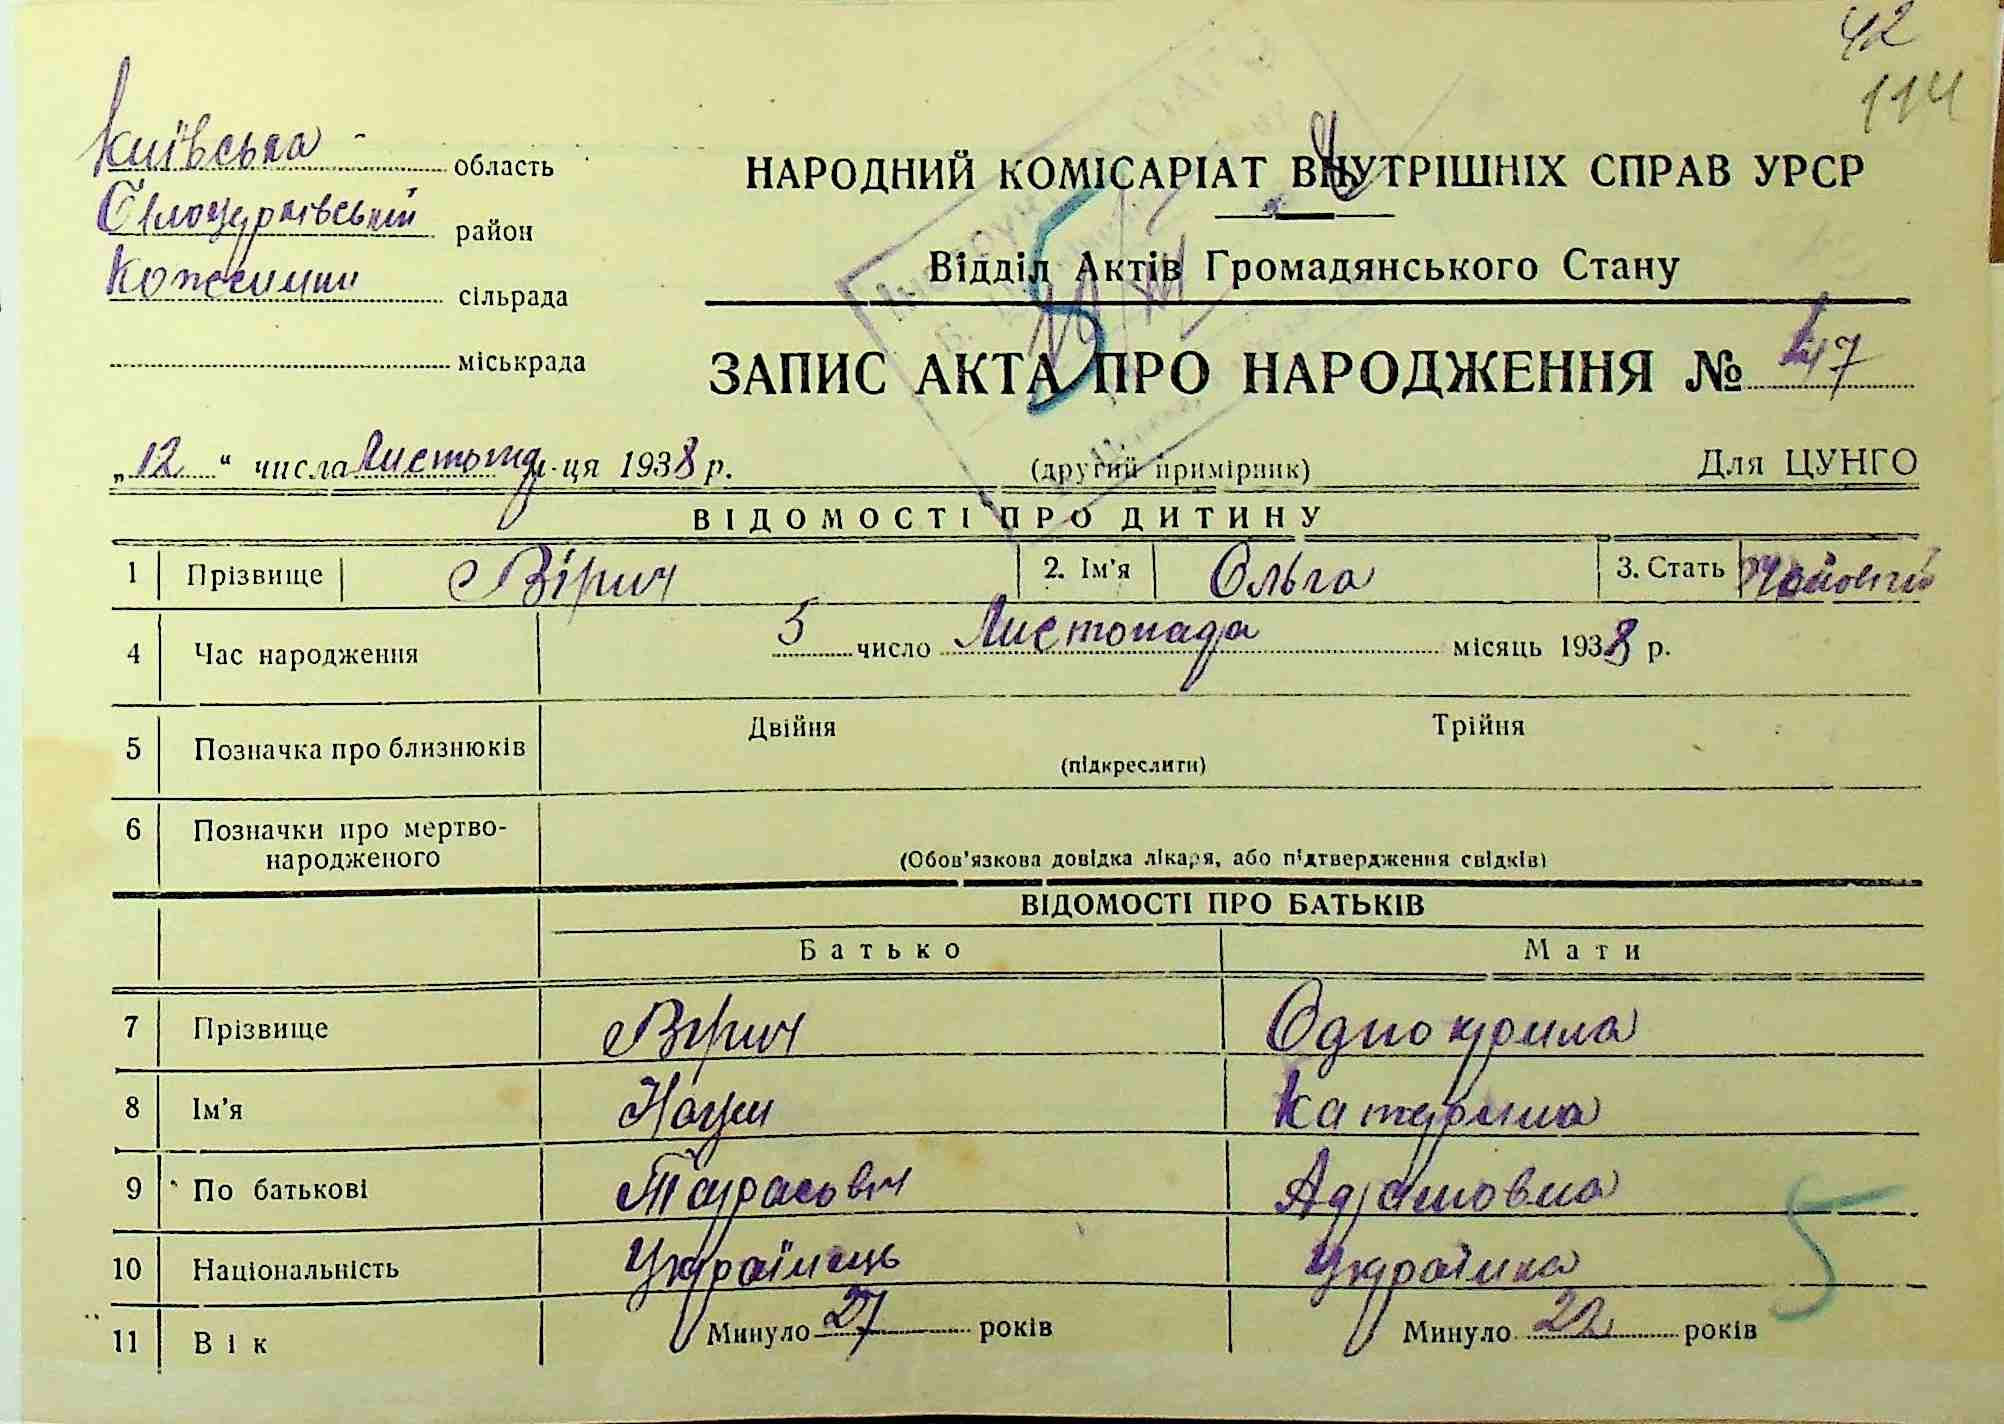 42
114
Київська область
Білоцерківський район
сільрада
міськрада
НАРОДНИЙ КОМІСАРІАТ ВНУТРІШНІХ СПРАВ УРСР
Відділ Актів Громадянського Стану
ЗАПИС АКТА ПРО НАРОДЖЕННЯ № 47
„12“ числа Листопад м-ця 1938 р.
(другий примірник)
Для ЦУНГО
ВІДОМОСТІ ПРО ДИТИНУ
1 Прізвище Вірич 2. Ім'я Ольга 3. Стать
4 Час народження 5 число Листопада місяць 1938 р.
5 Позначка про близнюків Двійня Трійня
(підкреслити)
6 Позначки про мертво-
народженого
(Обов'язкова довідка лікаря, або підтвердження свідків)
ВІДОМОСТІ ПРО БАТЬКІВ
Батько Мати
7 Прізвище Вірич
8 Ім'я Наум Катерина
9 По батькові Тарасович
10 Національність Українець Українка
11 Вік Минуло 27 років Минуло 22 років
5
5